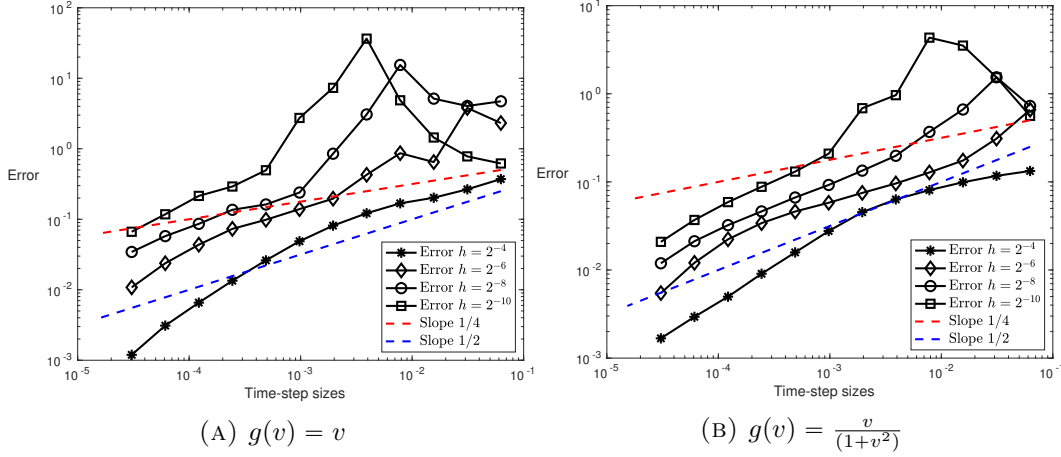 10^2
10^1
10^0
10^-1
10^-2
10^-3
Error
10^-5
10^-4
10^-3
10^-2
10^-1
Time-step sizes
Error h = 2^-4
Error h = 2^-6
Error h = 2^-8
Error h = 2^-10
Slope 1/4
Slope 1/2
(A) g(v) = v
10^1
10^0
10^-1
10^-2
10^-3
Error
10^-5
10^-4
10^-3
10^-2
10^-1
Time-step sizes
Error h = 2^-4
Error h = 2^-6
Error h = 2^-8
Error h = 2^-10
Slope 1/4
Slope 1/2
(B) g(v) = v/(1+v^2)